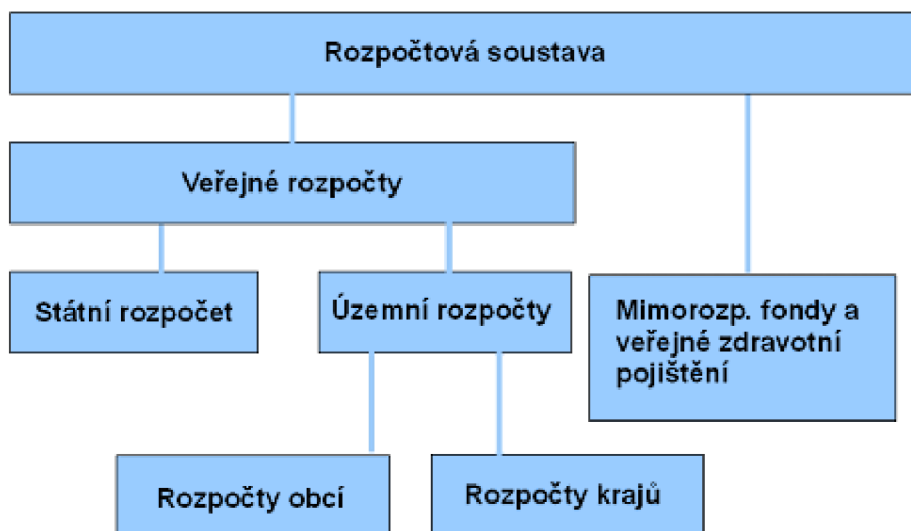 Rozpočtová soustava
Veřejné rozpočty
Státní rozpočet
Územní rozpočty
Mimorozp. fondy a
veřejné zdravotní
pojištění
Rozpočty obcí
Rozpočty krajů